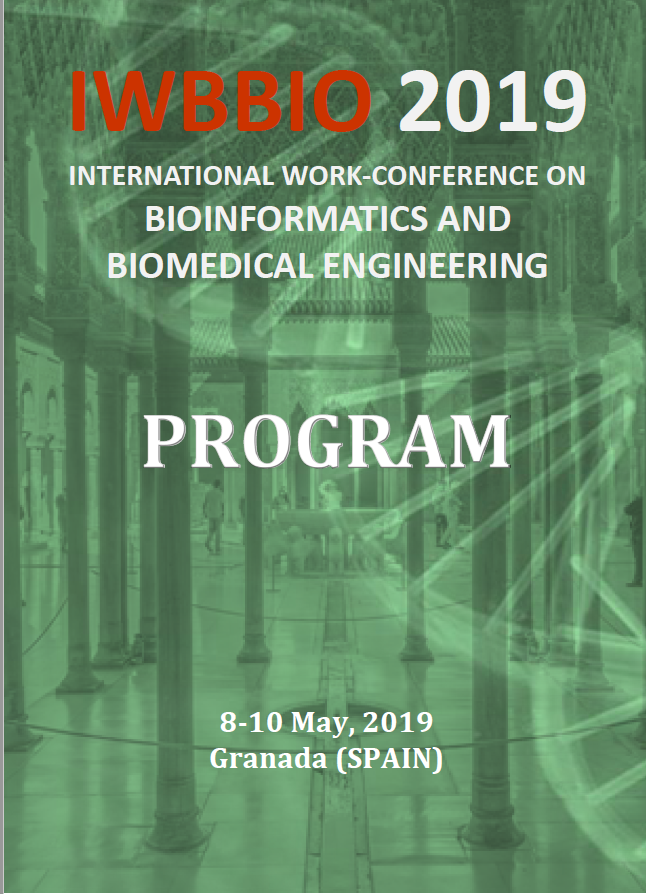 IWBBIO 2019
INTERNATIONAL WORK-CONFERENCE ON
BIOINFORMATICS AND
BIOMEDICAL ENGINEERING
PROGRAM
8-10 May, 2019
Granada (SPAIN)